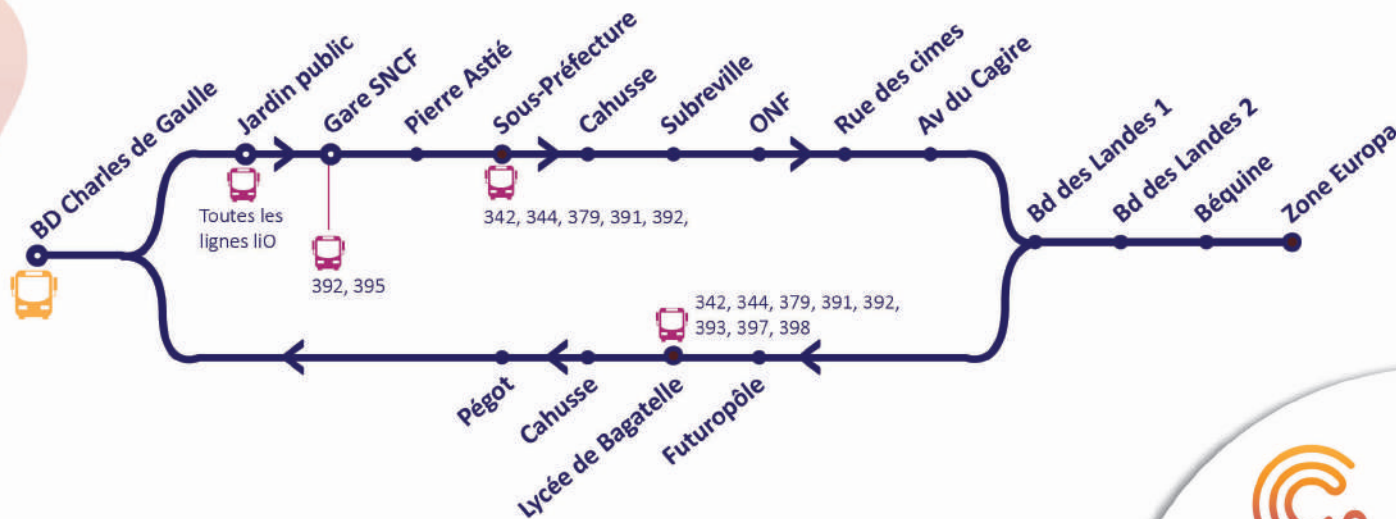 BD Charles de Gaulle
Jardin public
Gare SNCF
Pierre Astié
Sous-Préfecture
Cahusse
Subreville
ONF
Rue des cimes
Av du Cagire
Bd des Landes 1
Bd des Landes 2
Béquine
Zone Europa
Toutes les
lignes liO
392, 395
342, 344, 379, 391, 392,
342, 344, 379, 391, 392,
393, 397, 398
Pégot
Cahusse
Lycée de Bagatelle
Futuropôle